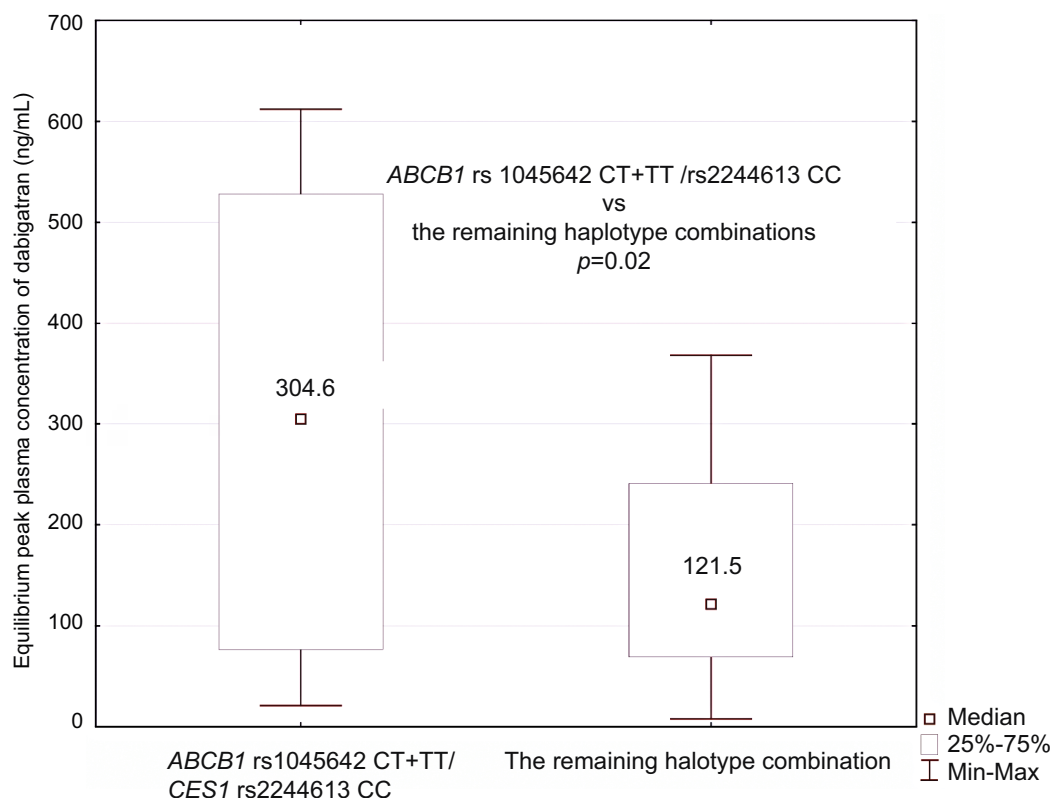 700
600
500
400
300
200
100
0
Equilibrium peak plasma concentration of dabigatran (ng/mL)
ABCB1 rs 1045642 CT+TT /rs2244613 CC
vs
the remaining haplotype combinations
p=0.02
304.6
121.5
ABCB1 rs1045642 CT+TT/
CES1 rs2244613 CC
The remaining halotype combination
Median
25%-75%
Min-Max